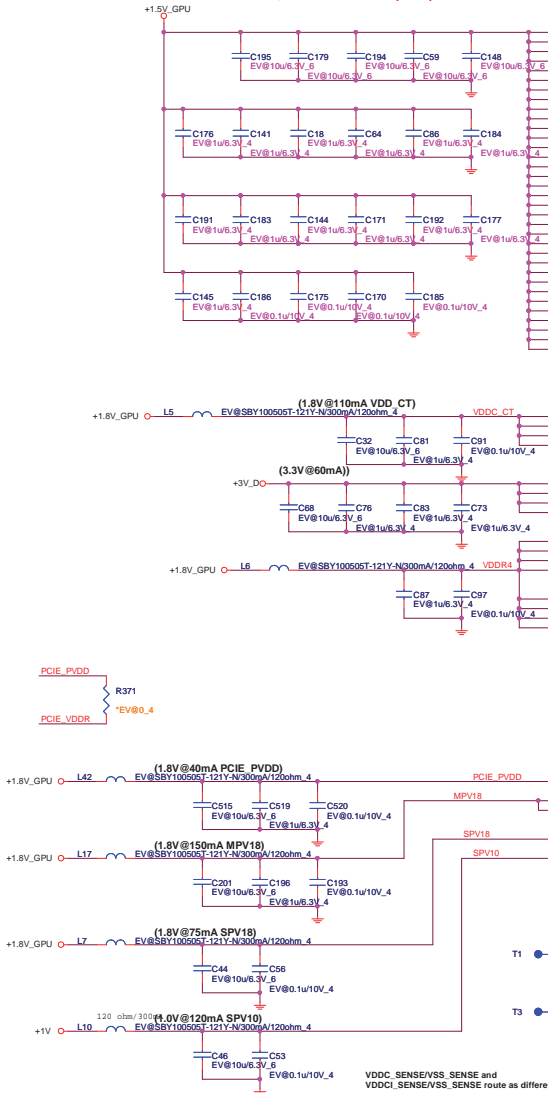 +1.5V_GPU
C195 C179 C194 C59 C148
EV@10u/6.3V_6 EV@10u/6.3V_6 EV@10u/6.3V_6
EV@10u/6.3V_6 EV@10u/6.3V_6
C176 C141 C18 C64 C86 C184
EV@1u/6.3V_4 EV@1u/6.3V_4 EV@1u/6.3V_4
EV@1u/6.3V_4 EV@1u/6.3V_4 EV@1u/6.3V_4
C191 C183 C144 C171 C192 C177
EV@1u/6.3V_4 EV@1u/6.3V_4 EV@1u/6.3V_4
EV@1u/6.3V_4 EV@1u/6.3V_4 EV@1u/6.3V_4
C145 C186 C175 C170 C185
EV@1u/6.3V_4 EV@0.1u/10V_4 EV@0.1u/10V_4
EV@1u/6.3V_4 EV@0.1u/10V_4
(1.8V@110mA VDD_CT)
+1.8V_GPU L5 EV@SBY100505T-121Y-N/300mA/120ohm_4 VDDC_CT
C32 C81 C91
EV@10u/6.3V_6 EV@0.1u/10V_4
EV@1u/6.3V_4
(3.3V@60mA))
+3V_D
C68 C76 C83 C73
EV@10u/6.3V_6 EV@1u/6.3V_4
EV@1u/6.3V_4 EV@1u/6.3V_4
+1.8V_GPU L6 EV@SBY100505T-121Y-N/300mA/120ohm_4 VDDR4
C87 C97
EV@1u/6.3V_4
EV@0.1u/10V_4
PCIE_PVDD
R371
*EV@0_4
PCIE_VDDR
(1.8V@40mA PCIE_PVDD)
+1.8V_GPU L42 EV@SBY100505T-121Y-N/300mA/120ohm_4 PCIE_PVDD
MPV18
C515 C519 C520
EV@10u/6.3V_6 EV@0.1u/10V_4
EV@1u/6.3V_4
SPV18
(1.8V@150mA MPV18)
+1.8V_GPU L17 EV@SBY100505T-121Y-N/300mA/120ohm_4 SPV10
C201 C196 C193
EV@10u/6.3V_6 EV@0.1u/10V_4
EV@1u/6.3V_4
(1.8V@75mA SPV18)
+1.8V_GPU L7 EV@SBY100505T-121Y-N/300mA/120ohm_4
T1
C44 C56
EV@10u/6.3V_6
EV@0.1u/10V_4
T3
120 ohm/300m (1.0V@120mA SPV10)
+1V L10 EV@SBY100505T-121Y-N/300mA/120ohm_4
C46 C53
EV@10u/6.3V_6
EV@0.1u/10V_4
VDDC_SENSE/VSS_SENSE and
VDDCI_SENSE/VSS_SENSE route as differe